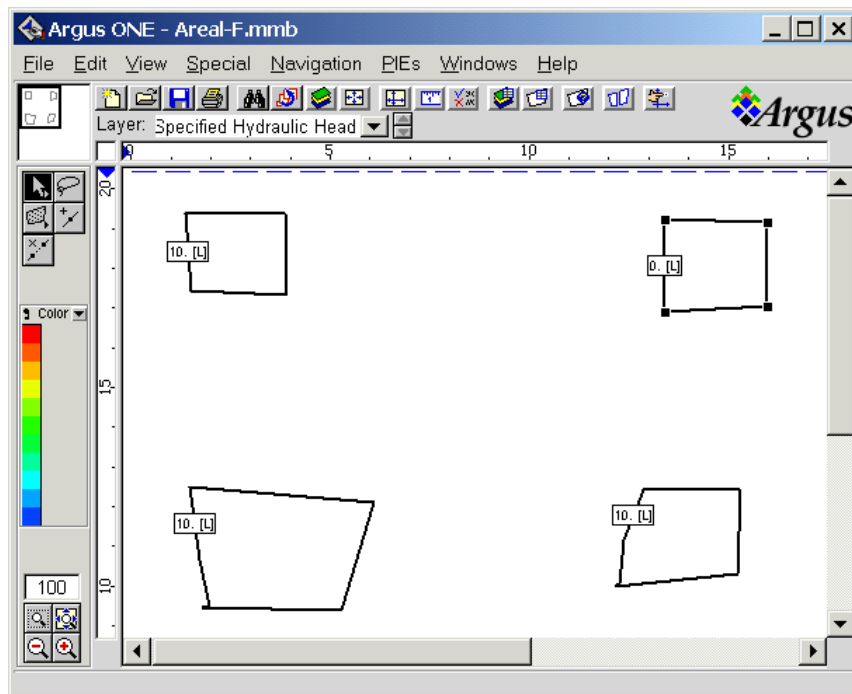 Argus ONE - Areal-F.mmb
File Edit View Special Navigation PIEs Windows Help
Argus
Layer: Specified Hydraulic Head
0 5 10 15
20
15
10
10. [L]
0. [L]
10. [L]
10. [L]
Color
100